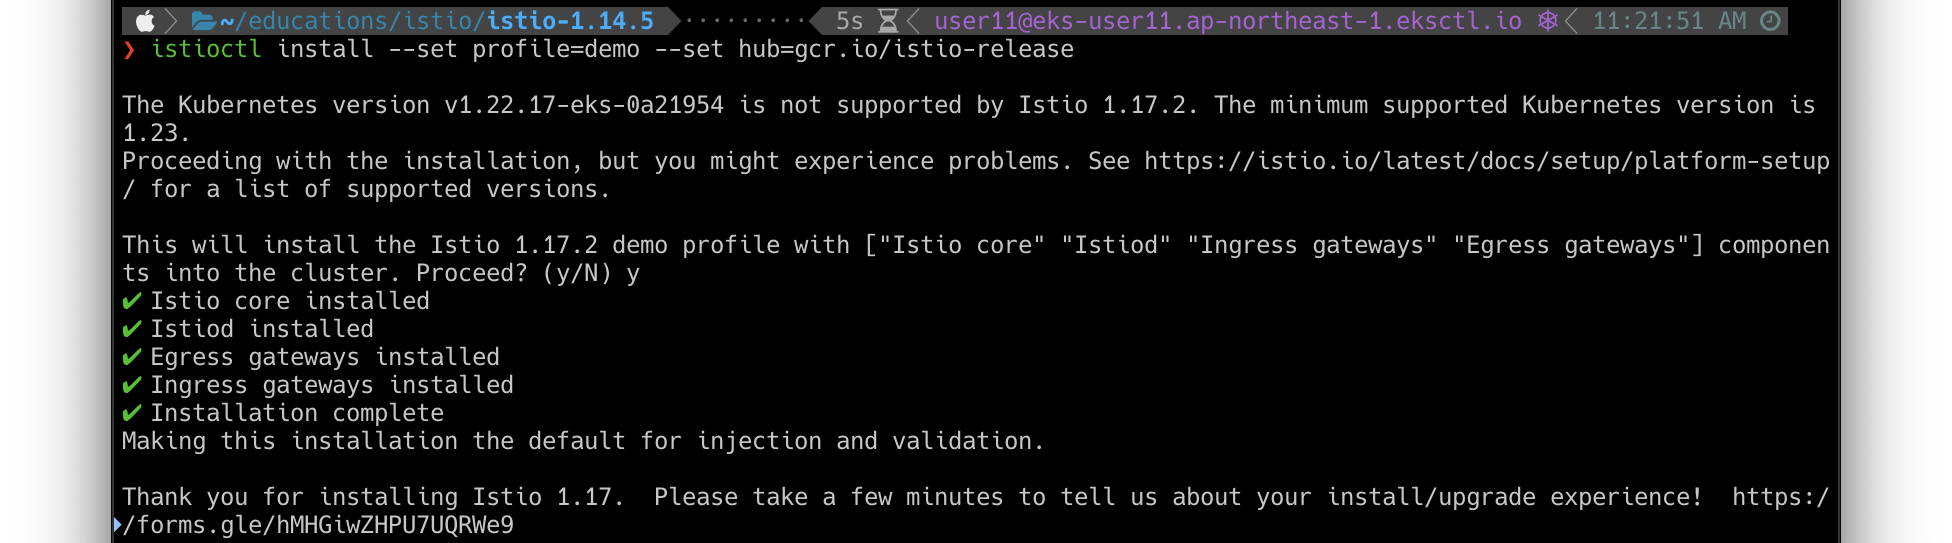 ~/educations/istio/istio-1.14.5 ·········· 5s user11@eks-user11.ap-northeast-1.eksctl.io 11:21:51 AM
❯ istioctl install --set profile=demo --set hub=gcr.io/istio-release
The Kubernetes version v1.22.17-eks-0a21954 is not supported by Istio 1.17.2. The minimum supported Kubernetes version is
1.23.
Proceeding with the installation, but you might experience problems. See https://istio.io/latest/docs/setup/platform-setup
/ for a list of supported versions.
This will install the Istio 1.17.2 demo profile with ["Istio core" "Istiod" "Ingress gateways" "Egress gateways"] componen
ts into the cluster. Proceed? (y/N) y
✔ Istio core installed
✔ Istiod installed
✔ Egress gateways installed
✔ Ingress gateways installed
✔ Installation complete
Making this installation the default for injection and validation.
Thank you for installing Istio 1.17.  Please take a few minutes to tell us about your install/upgrade experience!  https:/
/forms.gle/hMHGiwZHPU7UQRWe9